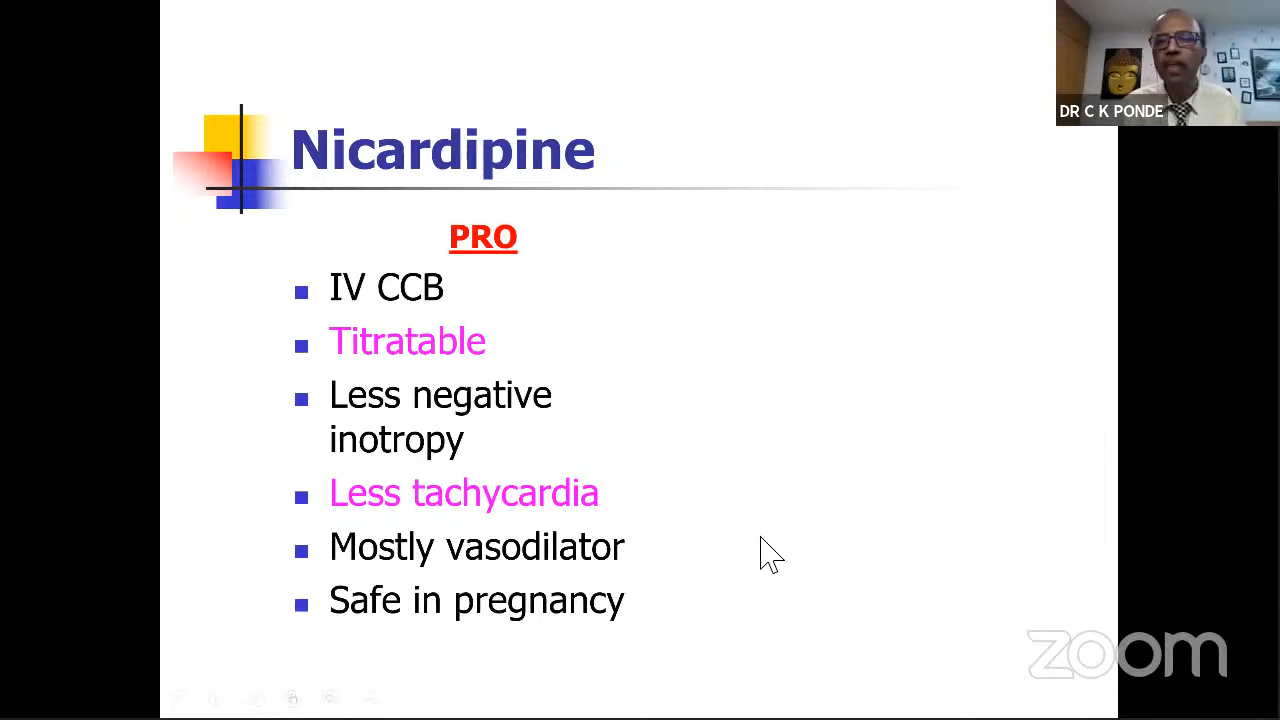 DR C K PONDE
Nicardipine
PRO
IV CCB
Titratable
Less negative
inotropy
Less tachycardia
Mostly vasodilator
Safe in pregnancy
zoom